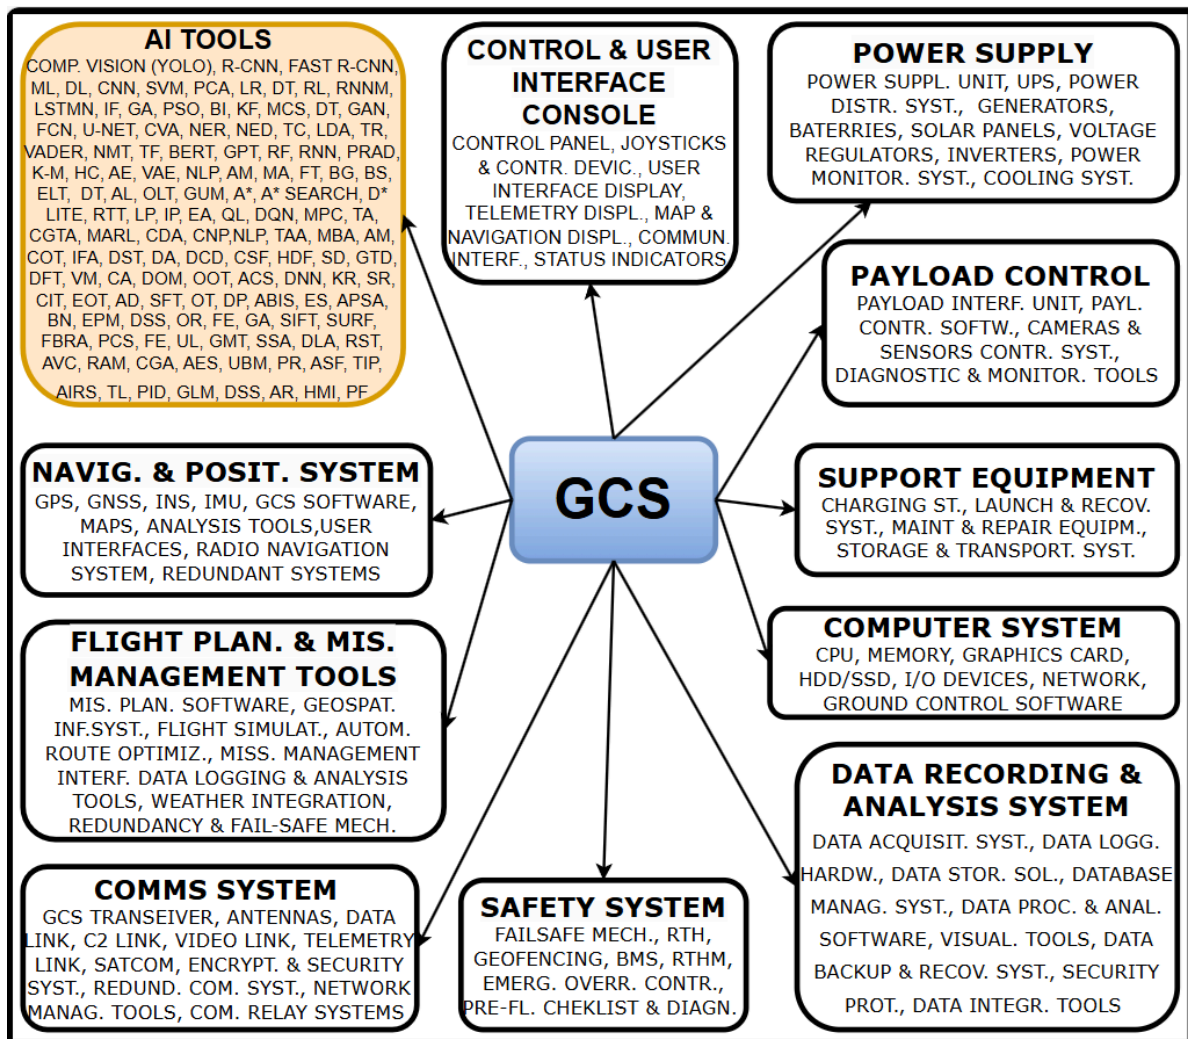 AI TOOLS
COMP. VISION (YOLO), R-CNN, FAST R-CNN,
ML, DL, CNN, SVM, PCA, LR, DT, RL, RNNM,
LSTMN, IF, GA, PSO, BI, KF, MCS, DT, GAN,
FCN, U-NET, CVA, NER, NED, TC, LDA, TR,
VADER, NMT, TF, BERT, GPT, RF, RNN, PRAD,
K-M, HC, AE, VAE, NLP, AM, MA, FT, BG, BS,
ELT, DT, AL, OLT, GUM, A*, A* SEARCH, D*
LITE, RTT, LP, IP, EA, QL, DQN, MPC, TA,
CGTA, MARL, CDA, CNP,NLP, TAA, MBA, AM,
COT, IFA, DST, DA, DCD, CSF, HDF, SD, GTD,
DFT, VM, CA, DOM, OOT, ACS, DNN, KR, SR,
CIT, EOT, AD, SFT, OT, DP, ABIS, ES, APSA,
BN, EPM, DSS, OR, FE, GA, SIFT, SURF,
FBRA, PCS, FE, UL, GMT, SSA, DLA, RST,
AVC, RAM, CGA, AES, UBM, PR, ASF, TIP,
AIRS, TL, PID, GLM, DSS, AR, HMI, PF
CONTROL & USER
INTERFACE
CONSOLE
CONTROL PANEL, JOYSTICKS
& CONTR. DEVIC., USER
INTERFACE DISPLAY,
TELEMETRY DISPL., MAP &
NAVIGATION DISPL., COMMUN.
INTERF., STATUS INDICATORS
POWER SUPPLY
POWER SUPPL. UNIT, UPS, POWER
DISTR. SYST., GENERATORS,
BATERRIES, SOLAR PANELS, VOLTAGE
REGULATORS, INVERTERS, POWER
MONITOR. SYST., COOLING SYST.
PAYLOAD CONTROL
PAYLOAD INTERF. UNIT, PAYL.
CONTR. SOFTW., CAMERAS &
SENSORS CONTR. SYST.,
DIAGNOSTIC & MONITOR. TOOLS
NAVIG. & POSIT. SYSTEM
GPS, GNSS, INS, IMU, GCS SOFTWARE,
MAPS, ANALYSIS TOOLS,USER
INTERFACES, RADIO NAVIGATION
SYSTEM, REDUNDANT SYSTEMS
GCS
SUPPORT EQUIPMENT
CHARGING ST., LAUNCH & RECOV.
SYST., MAINT & REPAIR EQUIPM.,
STORAGE & TRANSPORT. SYST.
FLIGHT PLAN. & MIS.
MANAGEMENT TOOLS
MIS. PLAN. SOFTWARE, GEOSPAT.
INF.SYST., FLIGHT SIMULAT., AUTOM.
ROUTE OPTIMIZ., MISS. MANAGEMENT
INTERF. DATA LOGGING & ANALYSIS
TOOLS, WEATHER INTEGRATION,
REDUNDANCY & FAIL-SAFE MECH.
COMPUTER SYSTEM
CPU, MEMORY, GRAPHICS CARD,
HDD/SSD, I/O DEVICES, NETWORK,
GROUND CONTROL SOFTWARE
COMMS SYSTEM
GCS TRANSEIVER, ANTENNAS, DATA
LINK, C2 LINK, VIDEO LINK, TELEMETRY
LINK, SATCOM, ENCRYPT. & SECURITY
SYST., REDUND. COM. SYST., NETWORK
MANAG. TOOLS, COM. RELAY SYSTEMS
SAFETY SYSTEM
FAILSAFE MECH., RTH,
GEOFENCING, BMS, RTHM,
EMERG. OVERR. CONTR.,
PRE-FL. CHEKLIST & DIAGN.
DATA RECORDING &
ANALYSIS SYSTEM
DATA ACQUISIT. SYST., DATA LOGG.
HARDW., DATA STOR. SOL., DATABASE
MANAG. SYST., DATA PROC. & ANAL.
SOFTWARE, VISUAL. TOOLS, DATA
BACKUP & RECOV. SYST., SECURITY
PROT., DATA INTEGR. TOOLS